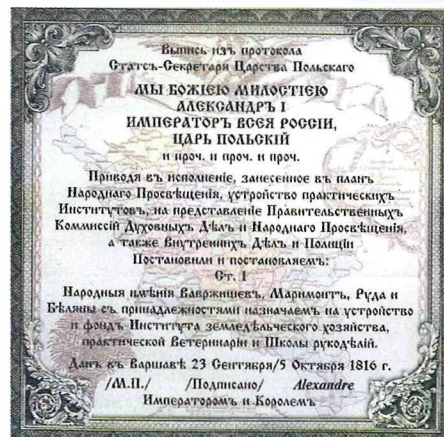 Выпись изъ протокола
Статсъ-Секретаря Царства Польскаго
МЫ БОЖІЕЮ МИЛОСТІЕЮ
АЛЕКСАНДРЪ I
ИМПЕРАТОРЪ ВСЕЯ РОССІИ,
ЦАРЬ ПОЛЬСКІЙ
и проч. и проч. и проч.
Приводя въ исполненіе, занесенное въ планъ
Народнаго Просвѣщенія, устройство практическихъ
Институтовъ, на представленіе Правительственныхъ
Коммиссій Духовныхъ Дѣлъ и Народнаго Просвѣщенія,
а также Внутреннихъ Дѣлъ и Полиціи
Постановили и постановляемъ:
Ст. I
Народныя имѣнія Вавржишевъ, Маримонтъ, Руда и
Бѣляны съ принадлежностями назначаемъ на устройство
и фондъ Института земледѣльческаго хозяйства,
практической Ветеринаріи и Школы рукодѣлій.
Данъ въ Варшавѣ 23 Сентября/5 Октября 1816 г.
/М.П./ /Подписано/ Alexandre
Императоромъ и Королемъ